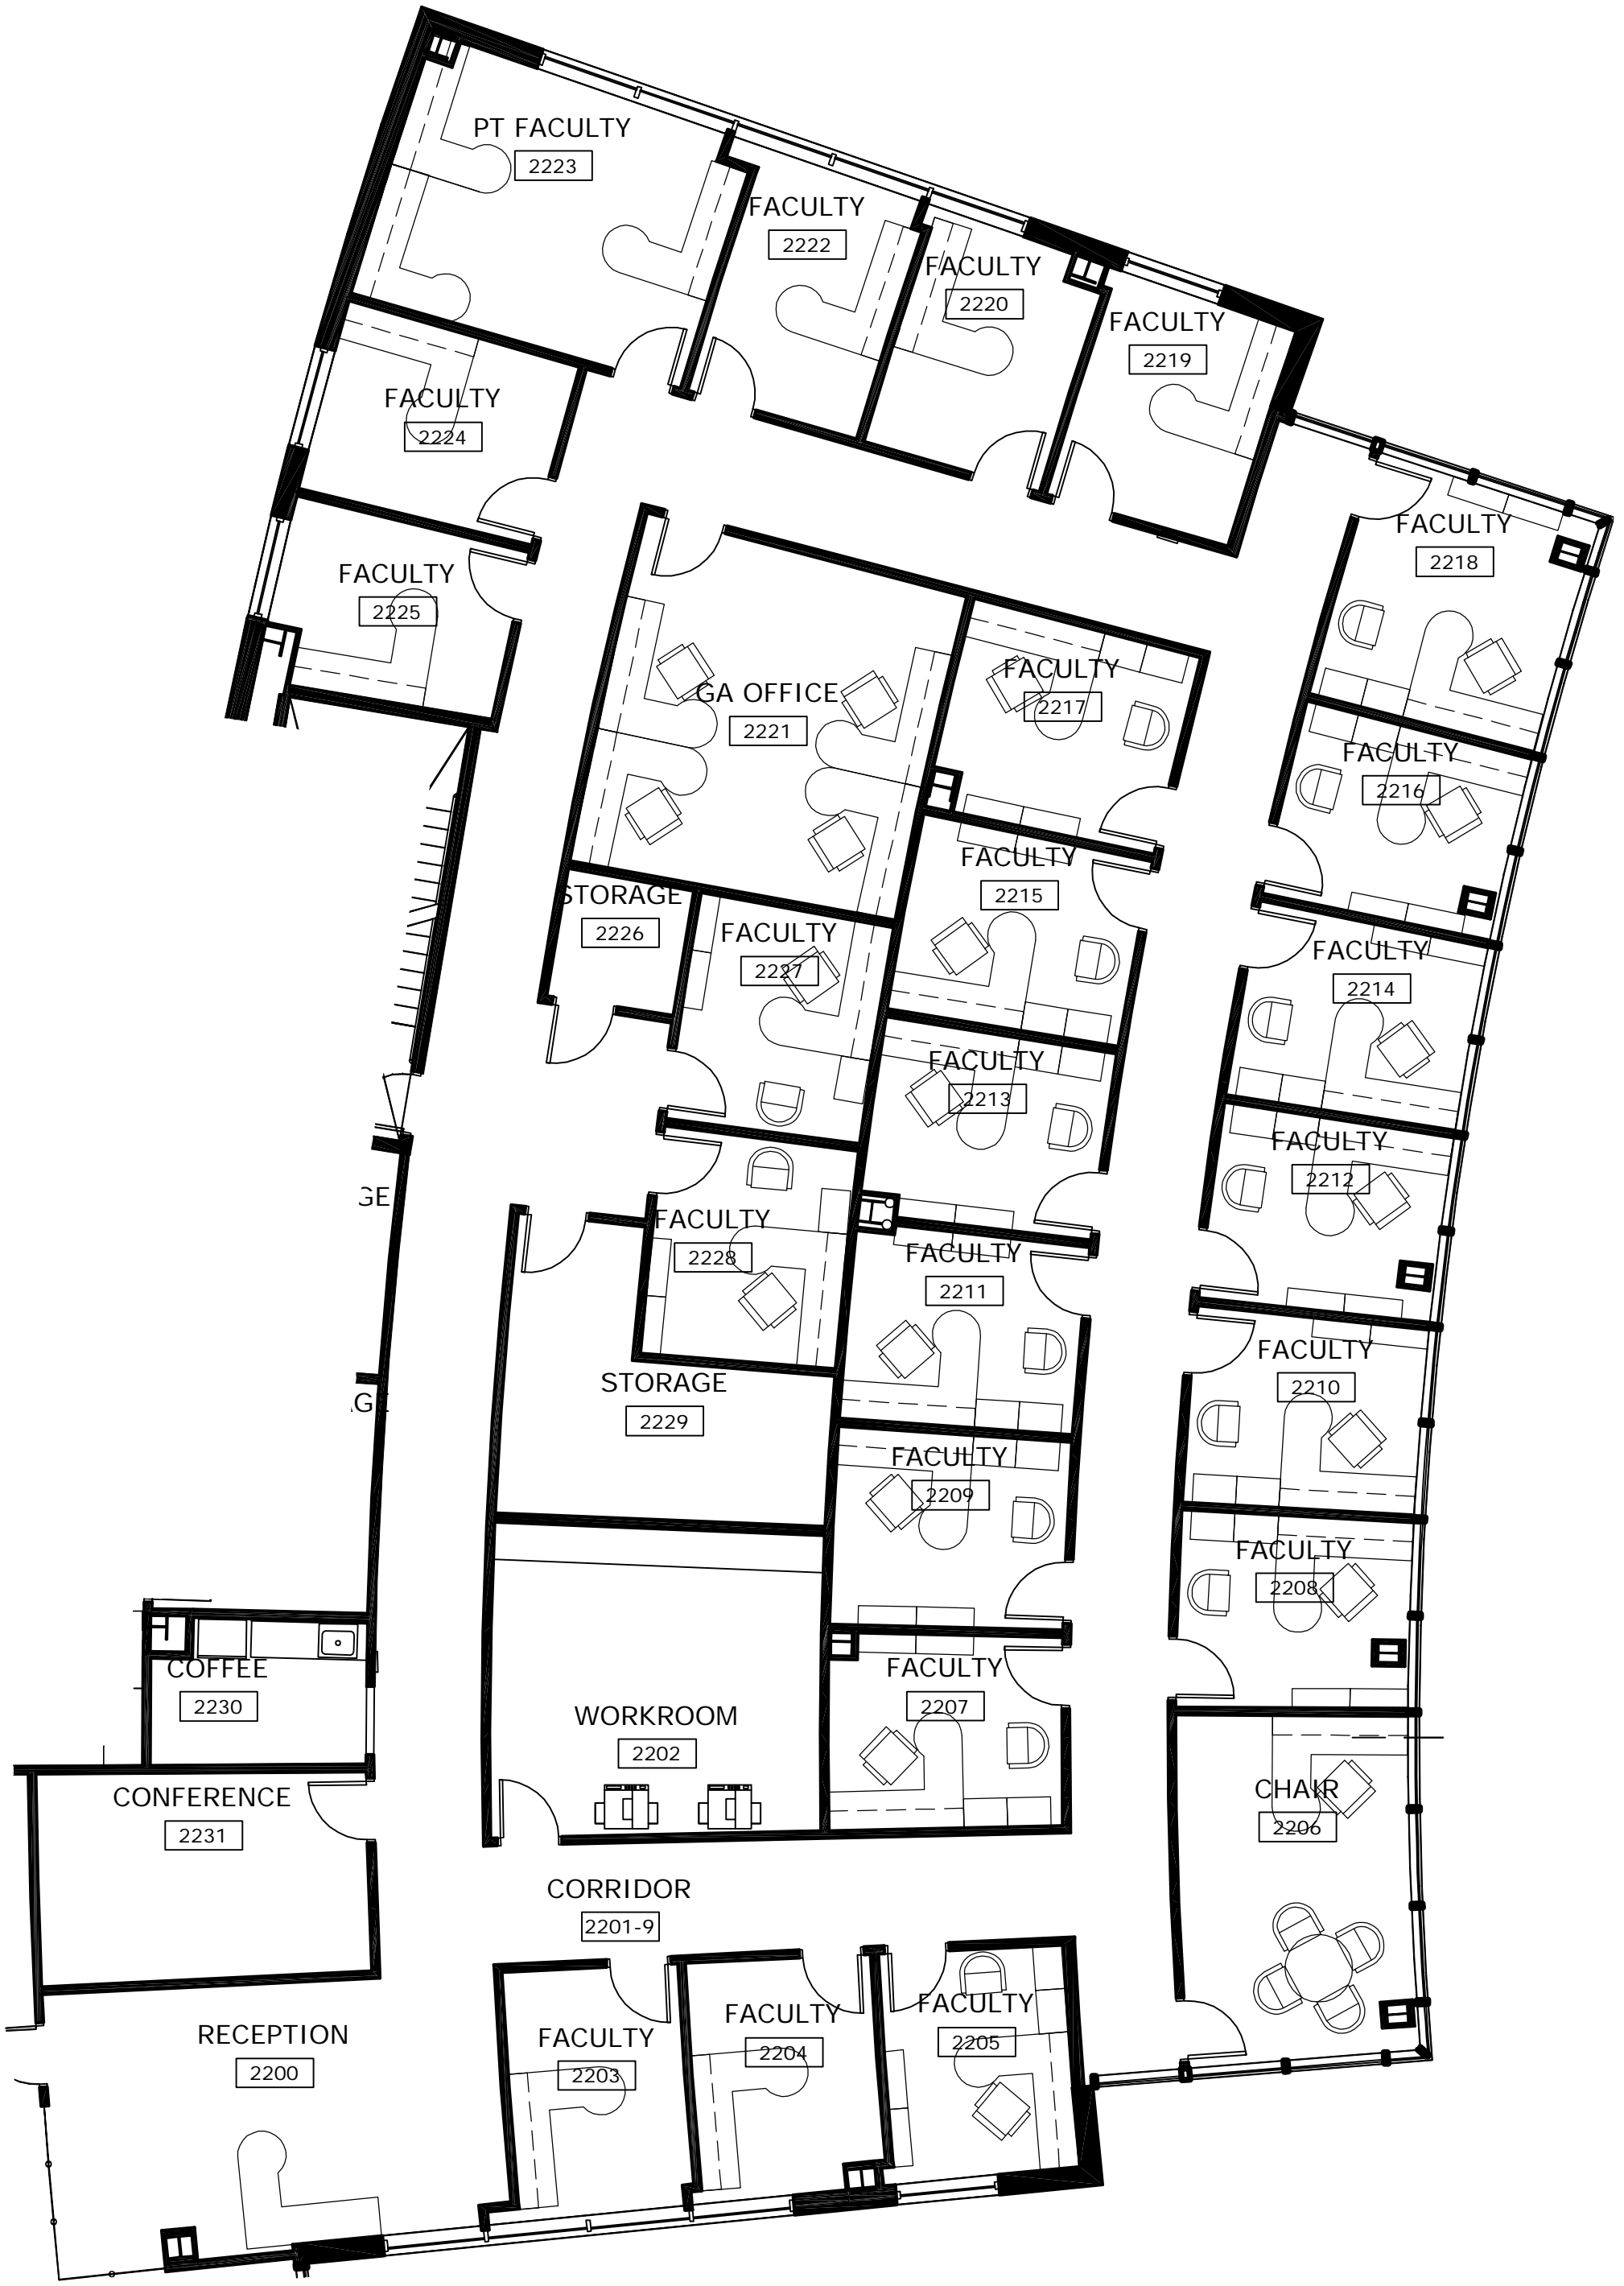 PT FACULTY
2223
FACULTY
2222
FACULTY
2220
FACULTY
2219
FACULTY
2224
FACULTY
2218
FACULTY
2225
FACULTY
2217
GA OFFICE
2221
FACULTY
2216
FACULTY
2215
STORAGE
2226
FACULTY
2227
FACULTY
2214
FACULTY
2213
FACULTY
2212
GE
FACULTY
2228
FACULTY
2211
FACULTY
2210
STORAGE
2229
AGE
FACULTY
2209
FACULTY
2208
COFFEE
2230
FACULTY
2207
WORKROOM
2202
CONFERENCE
2231
CHAIR
2206
CORRIDOR
2201-9
RECEPTION
2200
FACULTY
2203
FACULTY
2204
FACULTY
2205